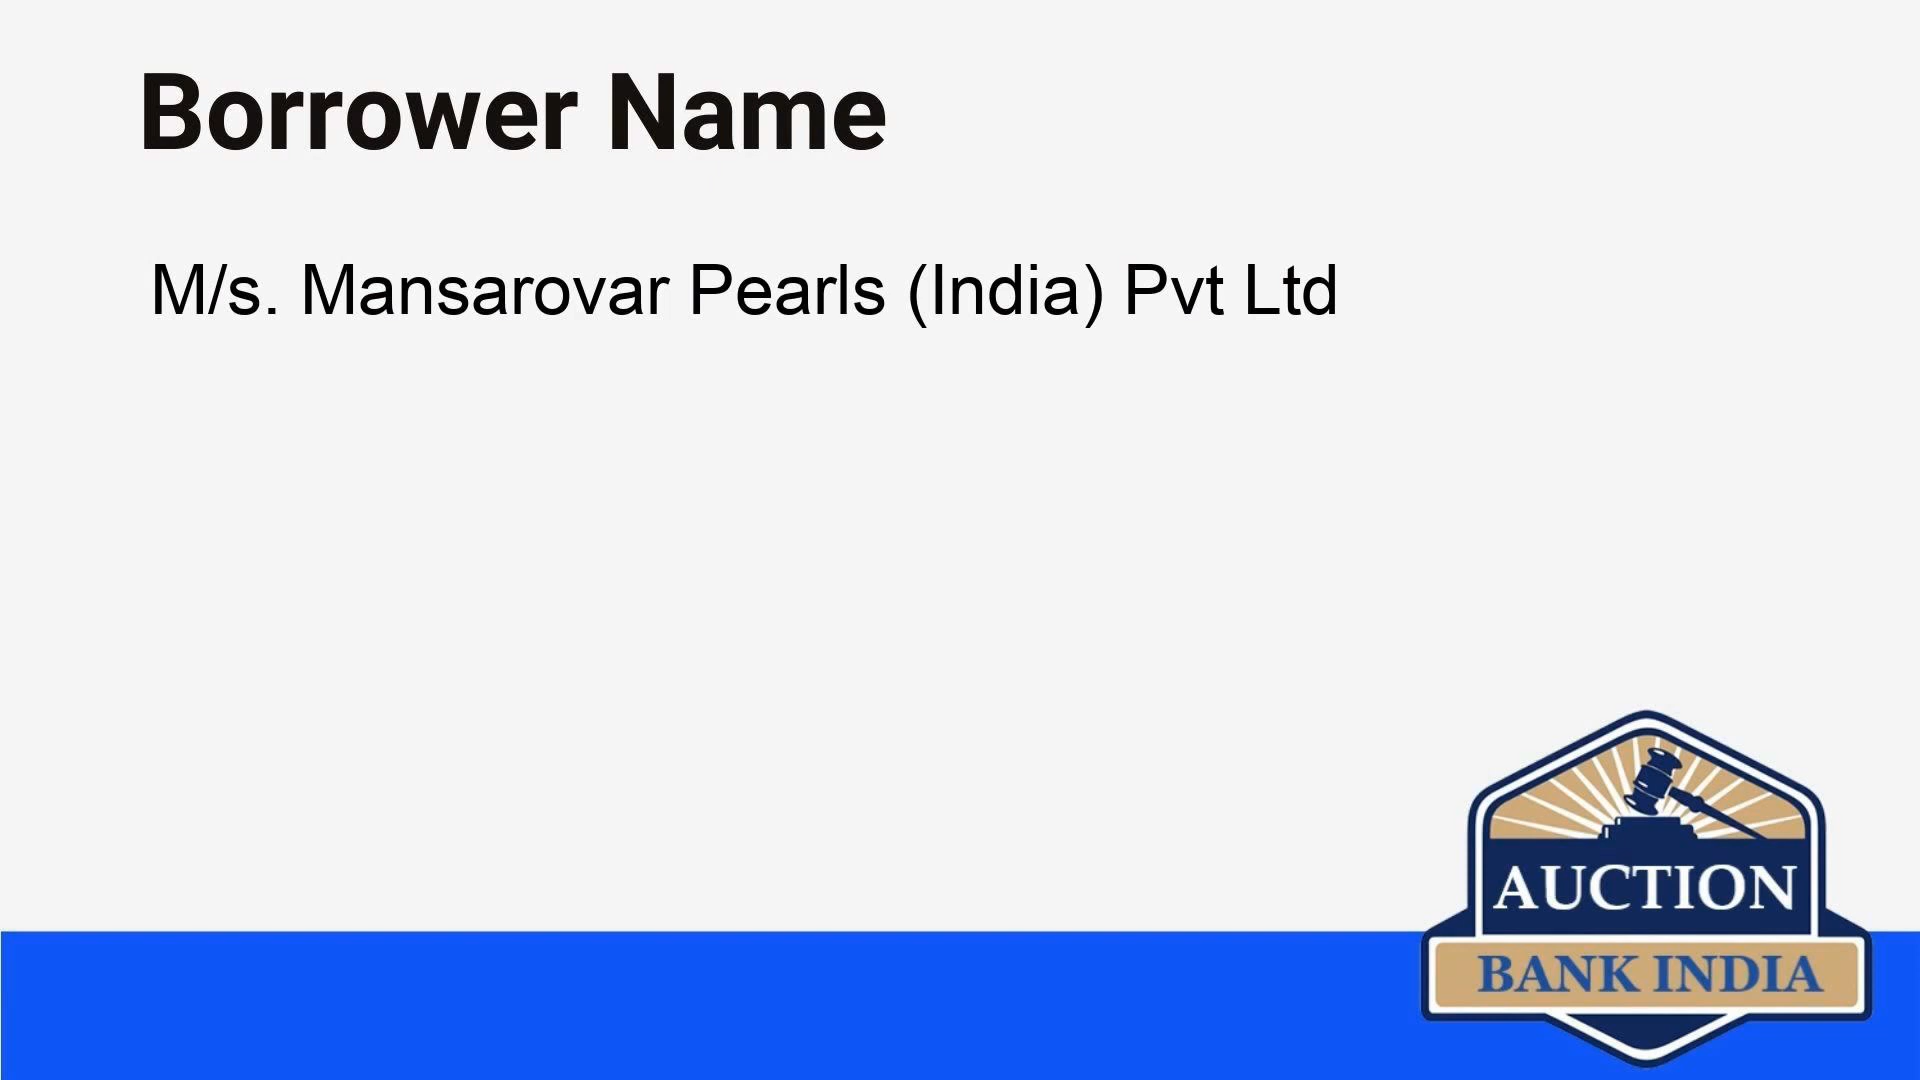 Borrower Name
M/s. Mansarovar Pearls (India) Pvt Ltd
AUCTION
BANK INDIA